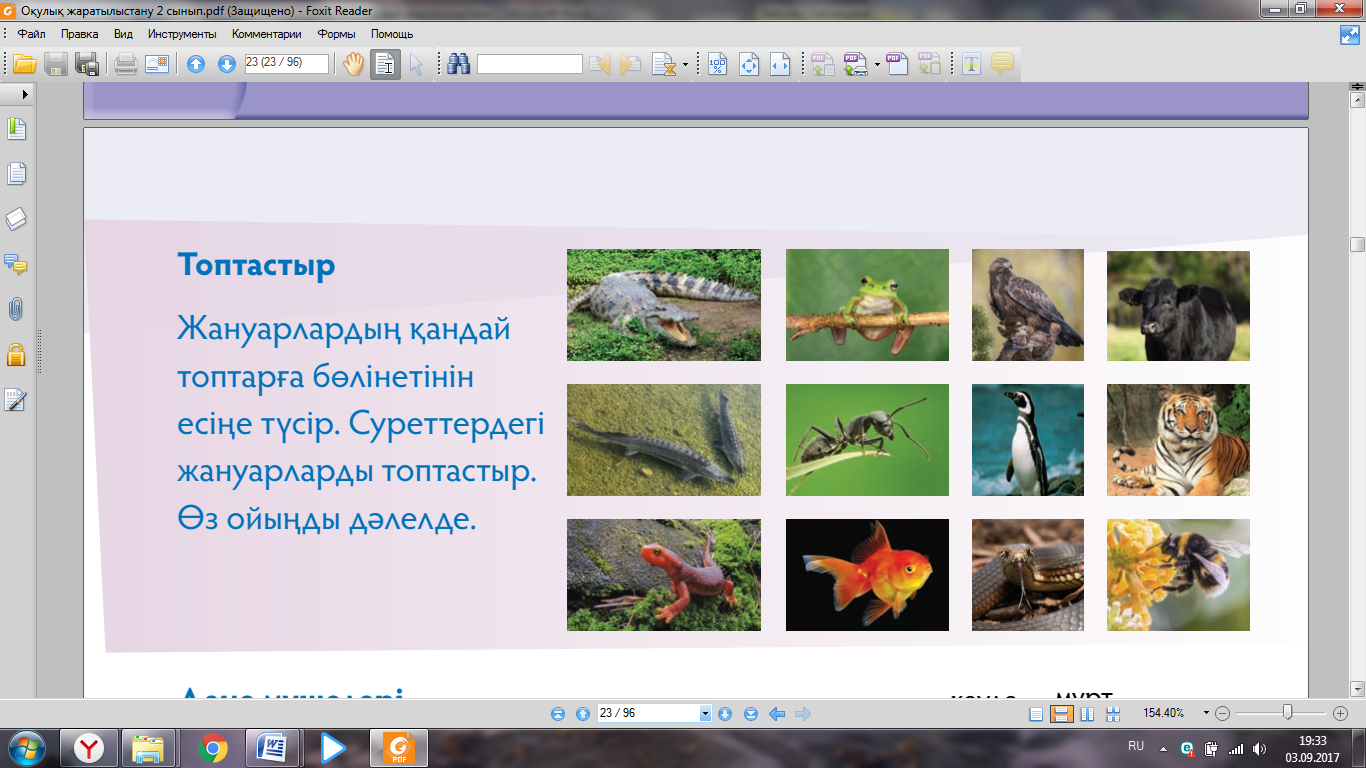 Оқулық жаратылыстану 2 сынып.pdf (Защищено) - Foxit Reader
Файл Правка Вид Инструменты Комментарии Формы Помощь
23 (23 / 96)
Топтастыр
Жануарлардың қандай
топтарға бөлінетінін
есіңе түсір. Суреттердегі
жануарларды топтастыр.
Өз ойыңды дәлелде.
23 / 96
154.40%
RU
19:33
03.09.2017